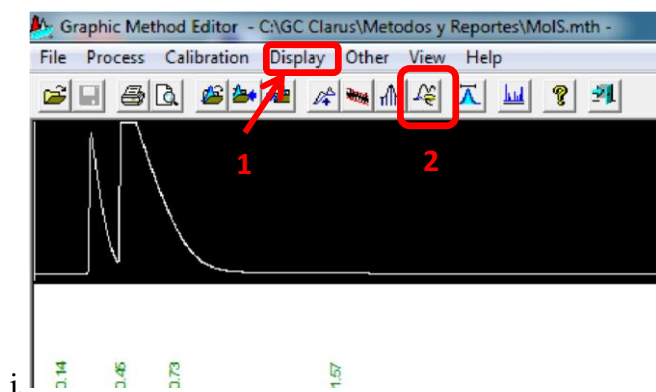 Graphic Method Editor - C:\GC Clarus\Metodos y Reportes\MolS.mth -
File Process Calibration Display Other View Help
1
2
0.14
0.45
0.73
1.57
i